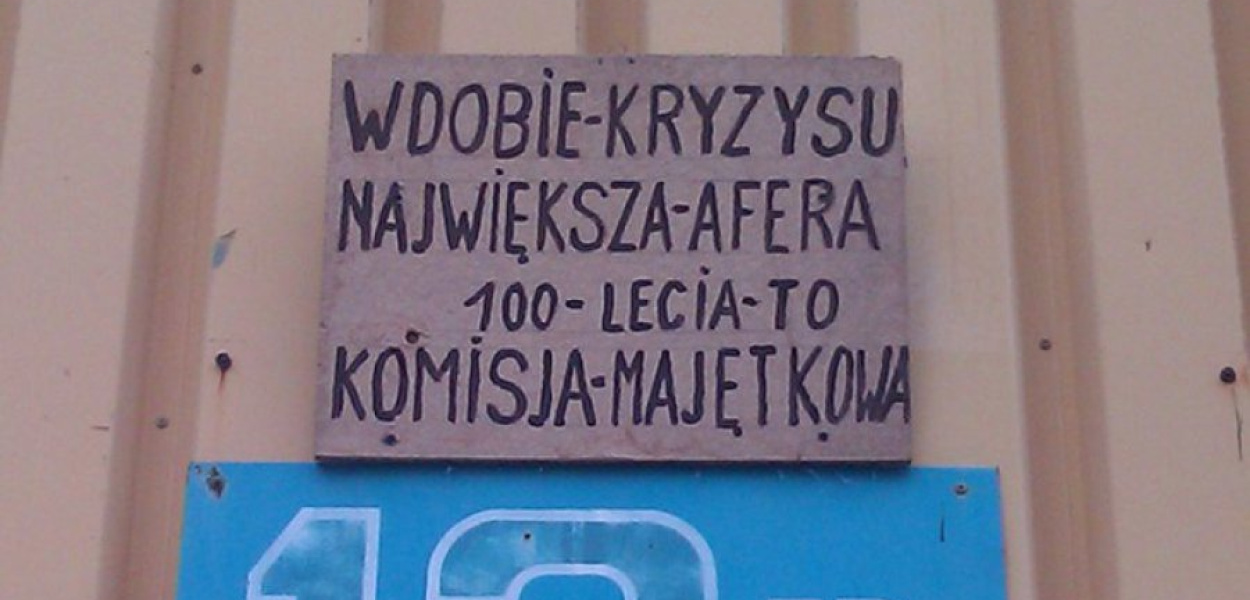 WDOBiE-KRYZYSU
NAJWiĘKSZA-AFERA
100-LECiA-TO
KOMiSJA-MAJĘTKOWA